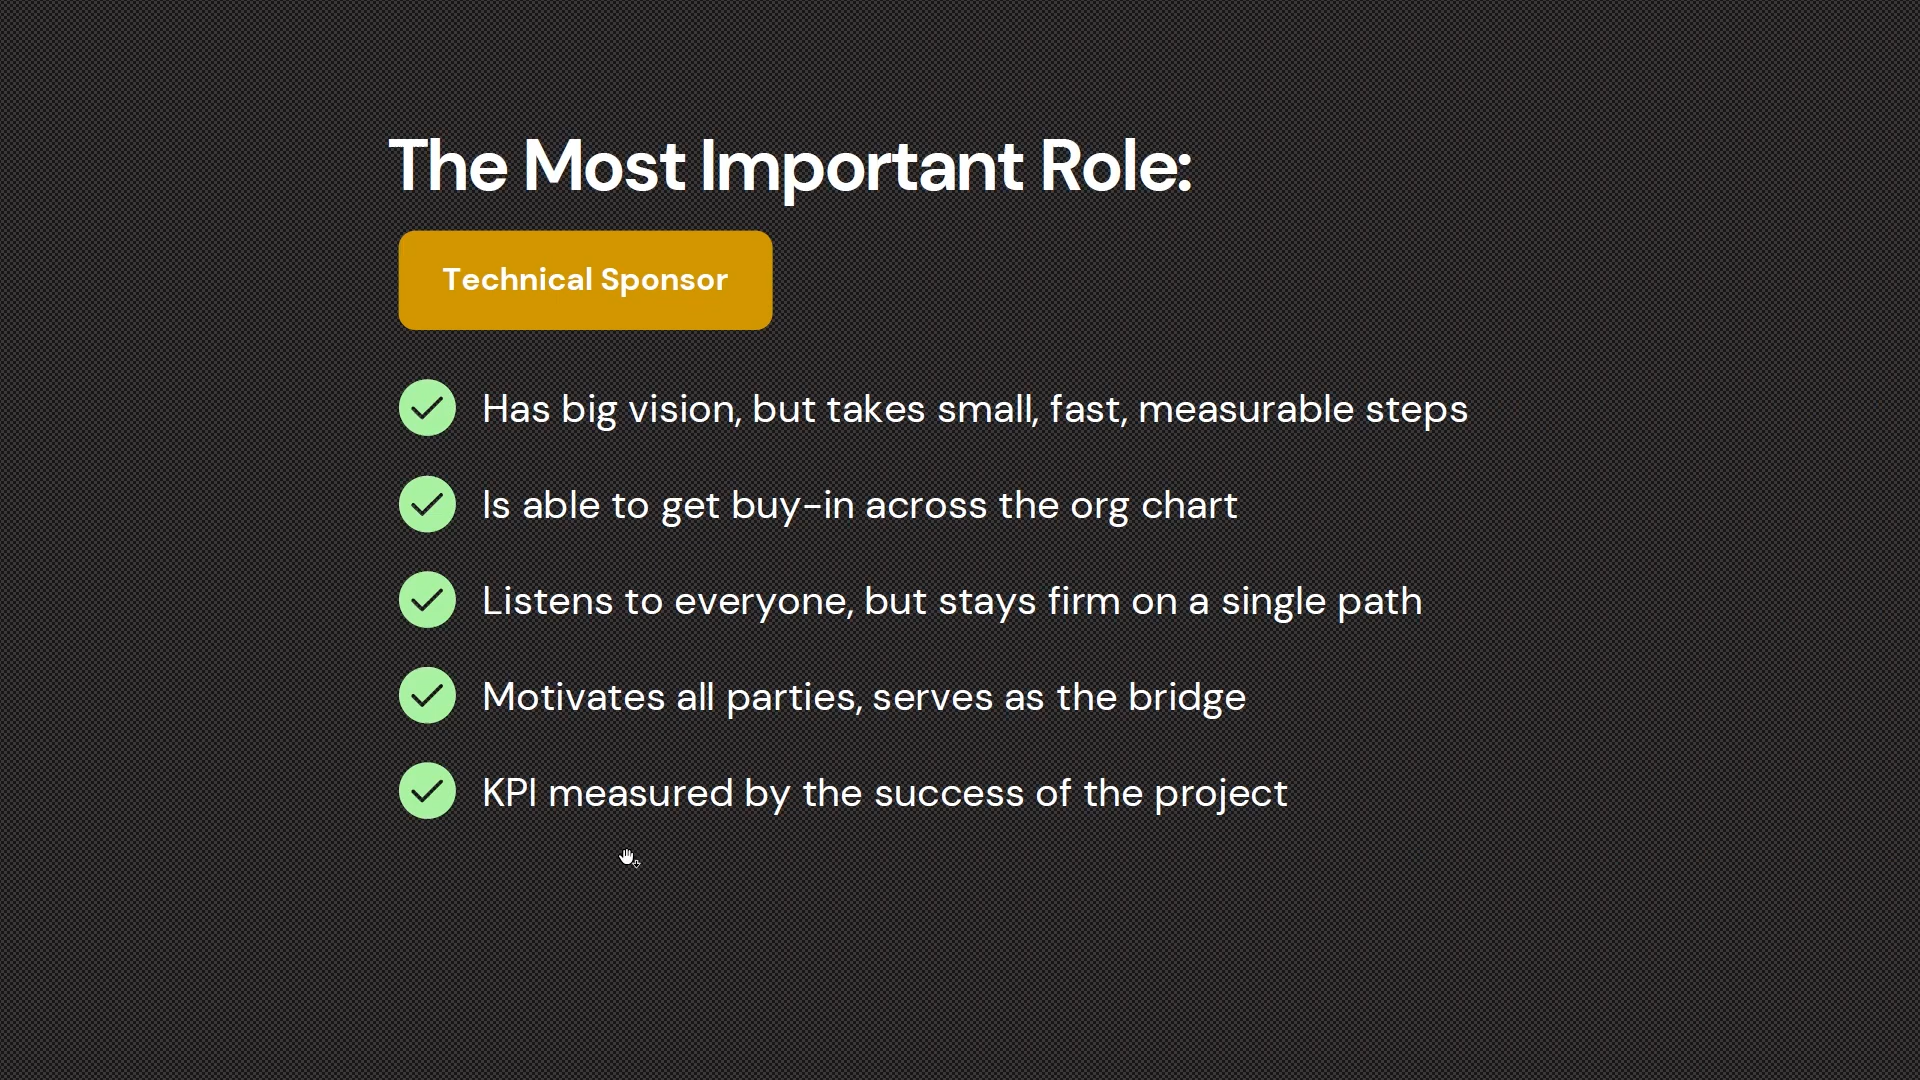 The Most Important Role:
Technical Sponsor
Has big vision, but takes small, fast, measurable steps
Is able to get buy-in across the org chart
Listens to everyone, but stays firm on a single path
Motivates all parties, serves as the bridge
KPI measured by the success of the project